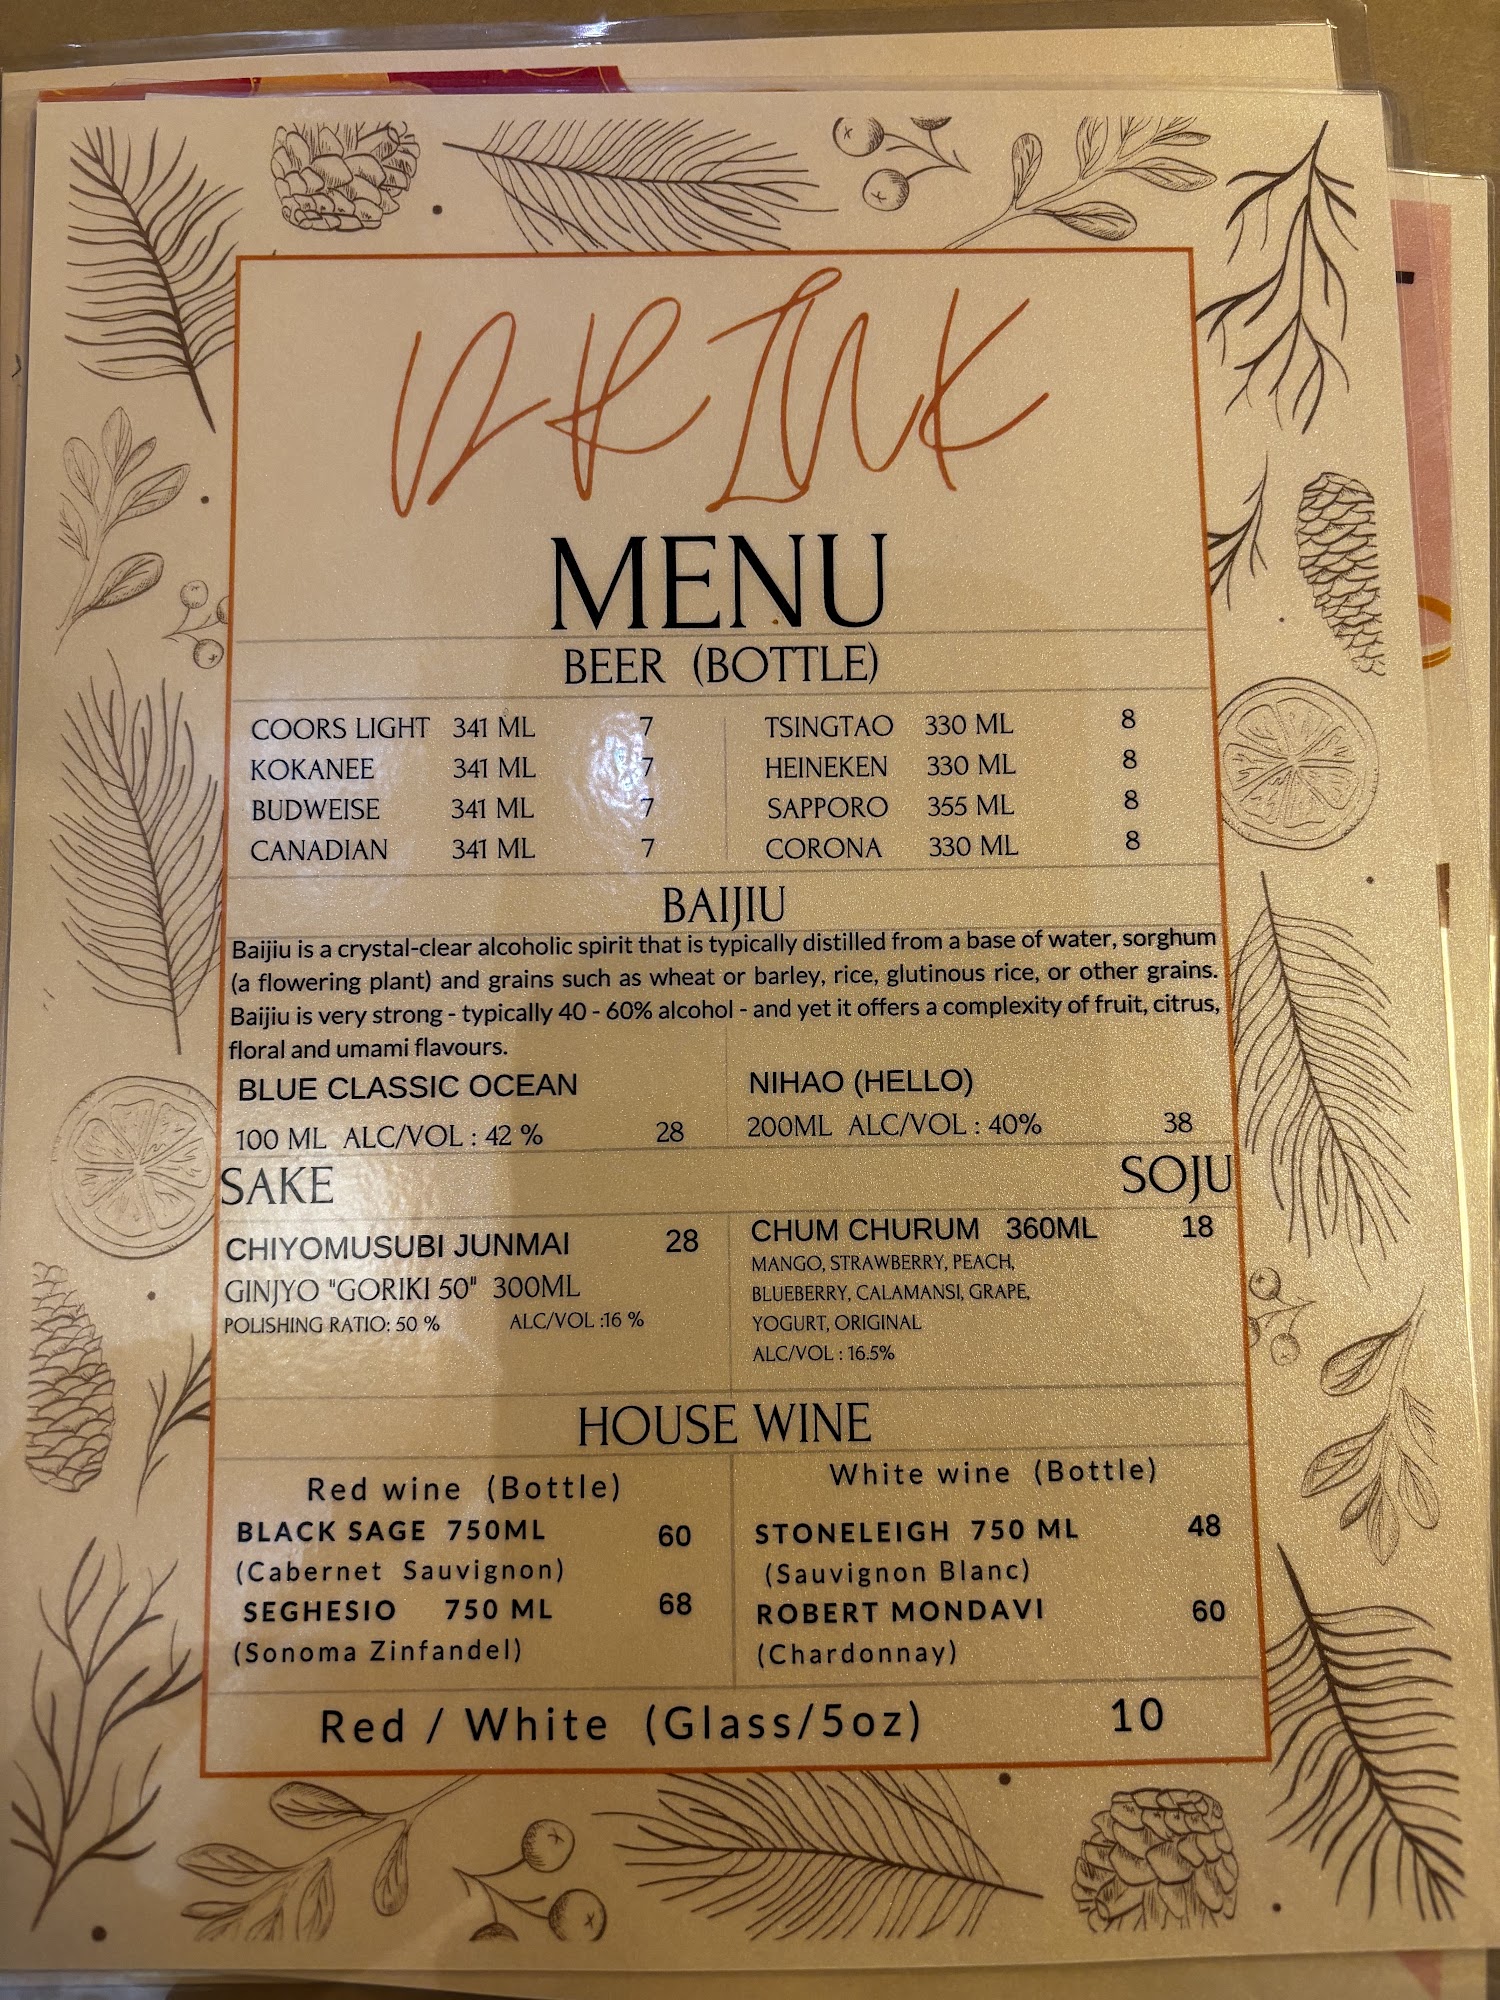 DRINK
MENU
BEER (BOTTLE)
COORS LIGHT 341 ML 7
KOKANEE 341 ML 7
BUDWEISE 341 ML 7
CANADIAN 341 ML 7
TSINGTAO 330 ML 8
HEINEKEN 330 ML 8
SAPPORO 355 ML 8
CORONA 330 ML 8
BAIJIU
Baijiu is a crystal-clear alcoholic spirit that is typically distilled from a base of water, sorghum
(a flowering plant) and grains such as wheat or barley, rice, glutinous rice, or other grains.
Baijiu is very strong - typically 40 - 60% alcohol - and yet it offers a complexity of fruit, citrus,
floral and umami flavours.
BLUE CLASSIC OCEAN
100 ML ALC/VOL : 42 % 28
NIHAO (HELLO)
200ML ALC/VOL : 40% 38
SAKE
CHIYOMUSUBI JUNMAI 28
GINJYO "GORIKI 50" 300ML
POLISHING RATIO: 50 % ALC/VOL :16 %
SOJU
CHUM CHURUM 360ML 18
MANGO, STRAWBERRY, PEACH,
BLUEBERRY, CALAMANSI, GRAPE,
YOGURT, ORIGINAL
ALC/VOL : 16.5%
HOUSE WINE
Red wine (Bottle)
BLACK SAGE 750ML 60
(Cabernet Sauvignon)
SEGHESIO 750 ML 68
(Sonoma Zinfandel)
White wine (Bottle)
STONELEIGH 750 ML 48
(Sauvignon Blanc)
ROBERT MONDAVI 60
(Chardonnay)
Red / White (Glass/5oz) 10